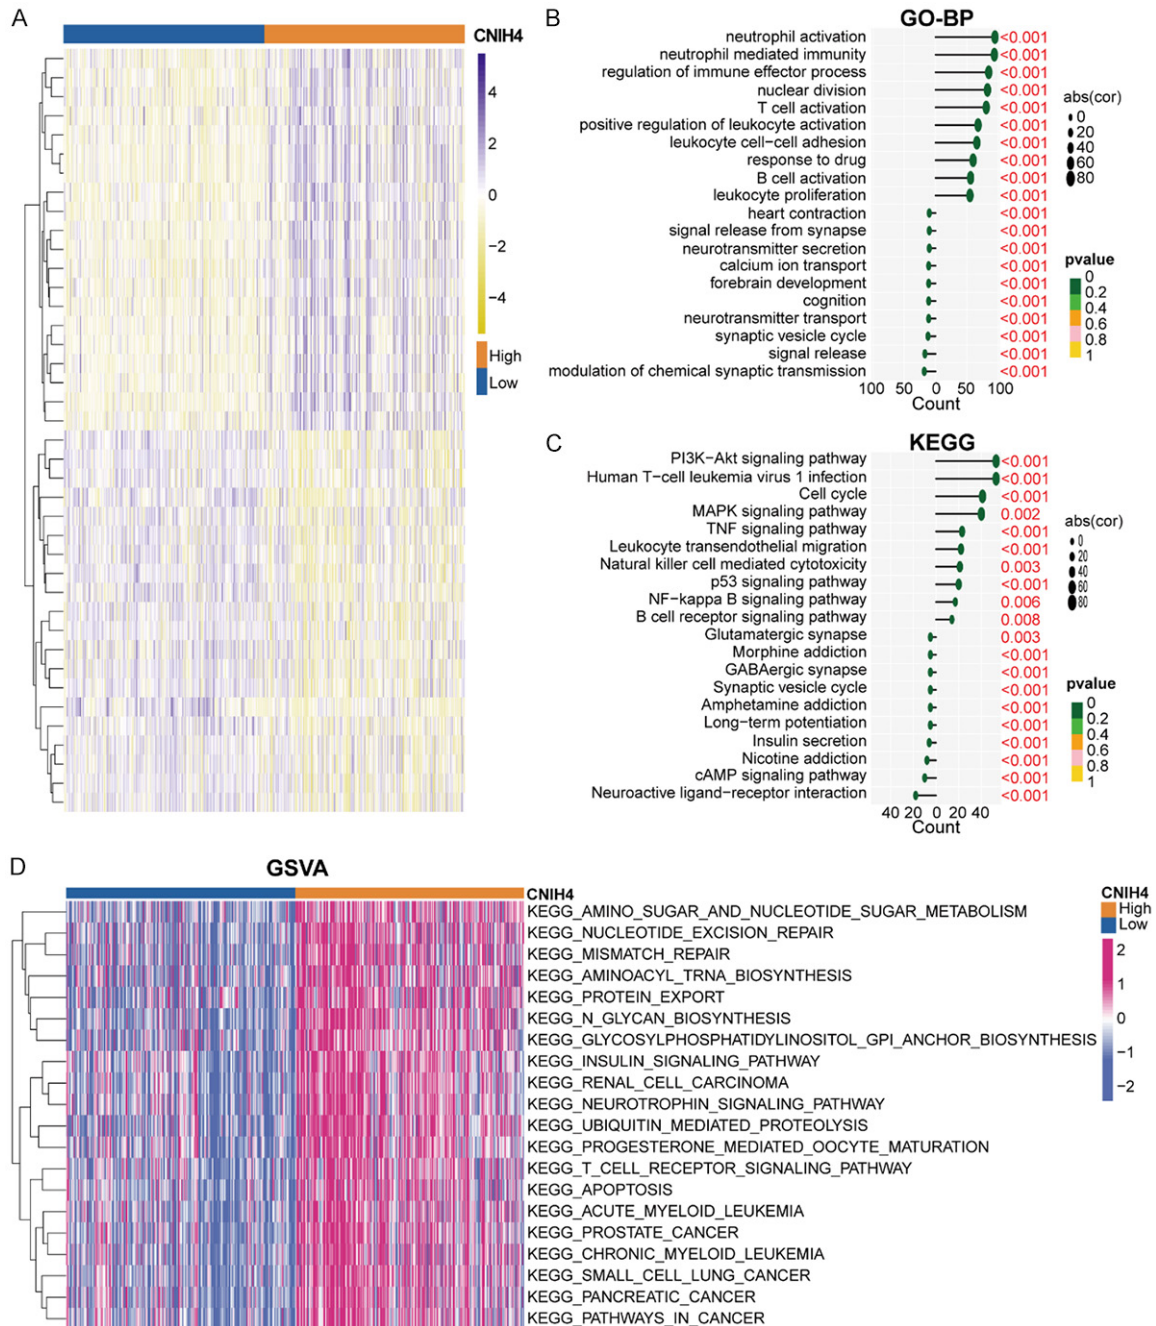 A
CNIH4
4
2
0
−2
−4
High
Low
B
GO-BP
neutrophil activation <0.001
neutrophil mediated immunity <0.001
regulation of immune effector process <0.001
nuclear division <0.001
T cell activation <0.001
positive regulation of leukocyte activation <0.001
leukocyte cell−cell adhesion <0.001
response to drug <0.001
B cell activation <0.001
leukocyte proliferation <0.001
heart contraction <0.001
signal release from synapse <0.001
neurotransmitter secretion <0.001
calcium ion transport <0.001
forebrain development <0.001
cognition <0.001
neurotransmitter transport <0.001
synaptic vesicle cycle <0.001
signal release <0.001
modulation of chemical synaptic transmission <0.001
100 50 0 50 100
Count
abs(cor)
0
20
40
60
80
pvalue
0
0.2
0.4
0.6
0.8
1
C
KEGG
PI3K−Akt signaling pathway <0.001
Human T−cell leukemia virus 1 infection <0.001
Cell cycle <0.001
MAPK signaling pathway 0.002
TNF signaling pathway <0.001
Leukocyte transendothelial migration <0.001
Natural killer cell mediated cytotoxicity 0.003
p53 signaling pathway <0.001
NF−kappa B signaling pathway 0.006
B cell receptor signaling pathway 0.008
Glutamatergic synapse 0.003
Morphine addiction <0.001
GABAergic synapse <0.001
Synaptic vesicle cycle <0.001
Amphetamine addiction <0.001
Long−term potentiation <0.001
Insulin secretion <0.001
Nicotine addiction <0.001
cAMP signaling pathway <0.001
Neuroactive ligand−receptor interaction <0.001
40 20 0 20 40
Count
abs(cor)
0
20
40
60
80
pvalue
0
0.2
0.4
0.6
0.8
1
D
GSVA
CNIH4
KEGG_AMINO_SUGAR_AND_NUCLEOTIDE_SUGAR_METABOLISM
KEGG_NUCLEOTIDE_EXCISION_REPAIR
KEGG_MISMATCH_REPAIR
KEGG_AMINOACYL_TRNA_BIOSYNTHESIS
KEGG_PROTEIN_EXPORT
KEGG_N_GLYCAN_BIOSYNTHESIS
KEGG_GLYCOSYLPHOSPHATIDYLINOSITOL_GPI_ANCHOR_BIOSYNTHESIS
KEGG_INSULIN_SIGNALING_PATHWAY
KEGG_RENAL_CELL_CARCINOMA
KEGG_NEUROTROPHIN_SIGNALING_PATHWAY
KEGG_UBIQUITIN_MEDIATED_PROTEOLYSIS
KEGG_PROGESTERONE_MEDIATED_OOCYTE_MATURATION
KEGG_T_CELL_RECEPTOR_SIGNALING_PATHWAY
KEGG_APOPTOSIS
KEGG_ACUTE_MYELOID_LEUKEMIA
KEGG_PROSTATE_CANCER
KEGG_CHRONIC_MYELOID_LEUKEMIA
KEGG_SMALL_CELL_LUNG_CANCER
KEGG_PANCREATIC_CANCER
KEGG_PATHWAYS_IN_CANCER
CNIH4
High
Low
2
1
0
−1
−2